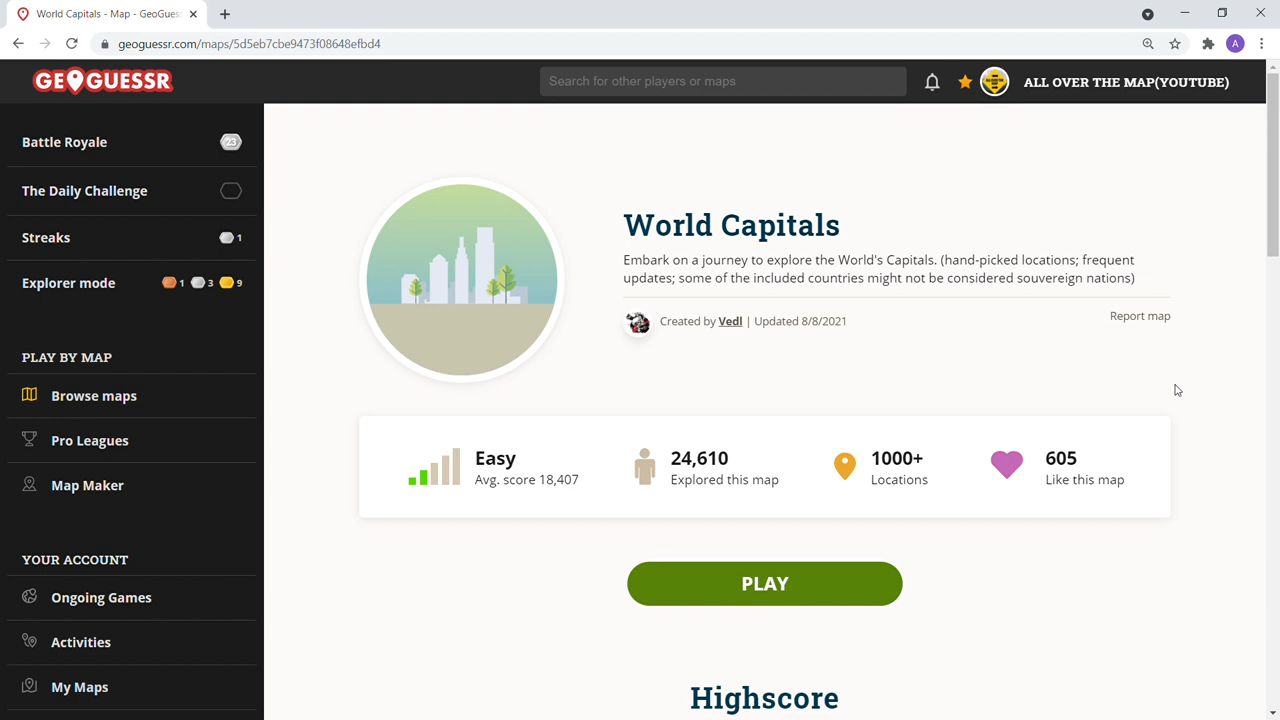 World Capitals - Map - GeoGuess
geoguessr.com/maps/5d5eb7cbe9473f08648efbd4
A
GEOGUESSR
Search for other players or maps
ALL OVER THE MAP(YOUTUBE)
Battle Royale 23
The Daily Challenge
Streaks 1
Explorer mode 1 3 9
PLAY BY MAP
Browse maps
Pro Leagues
Map Maker
YOUR ACCOUNT
Ongoing Games
Activities
My Maps
World Capitals
Embark on a journey to explore the World's Capitals. (hand-picked locations; frequent
updates; some of the included countries might not be considered souvereign nations)
Created by Vedl | Updated 8/8/2021
Report map
Easy
Avg. score 18,407
24,610
Explored this map
1000+
Locations
605
Like this map
PLAY
Highscore